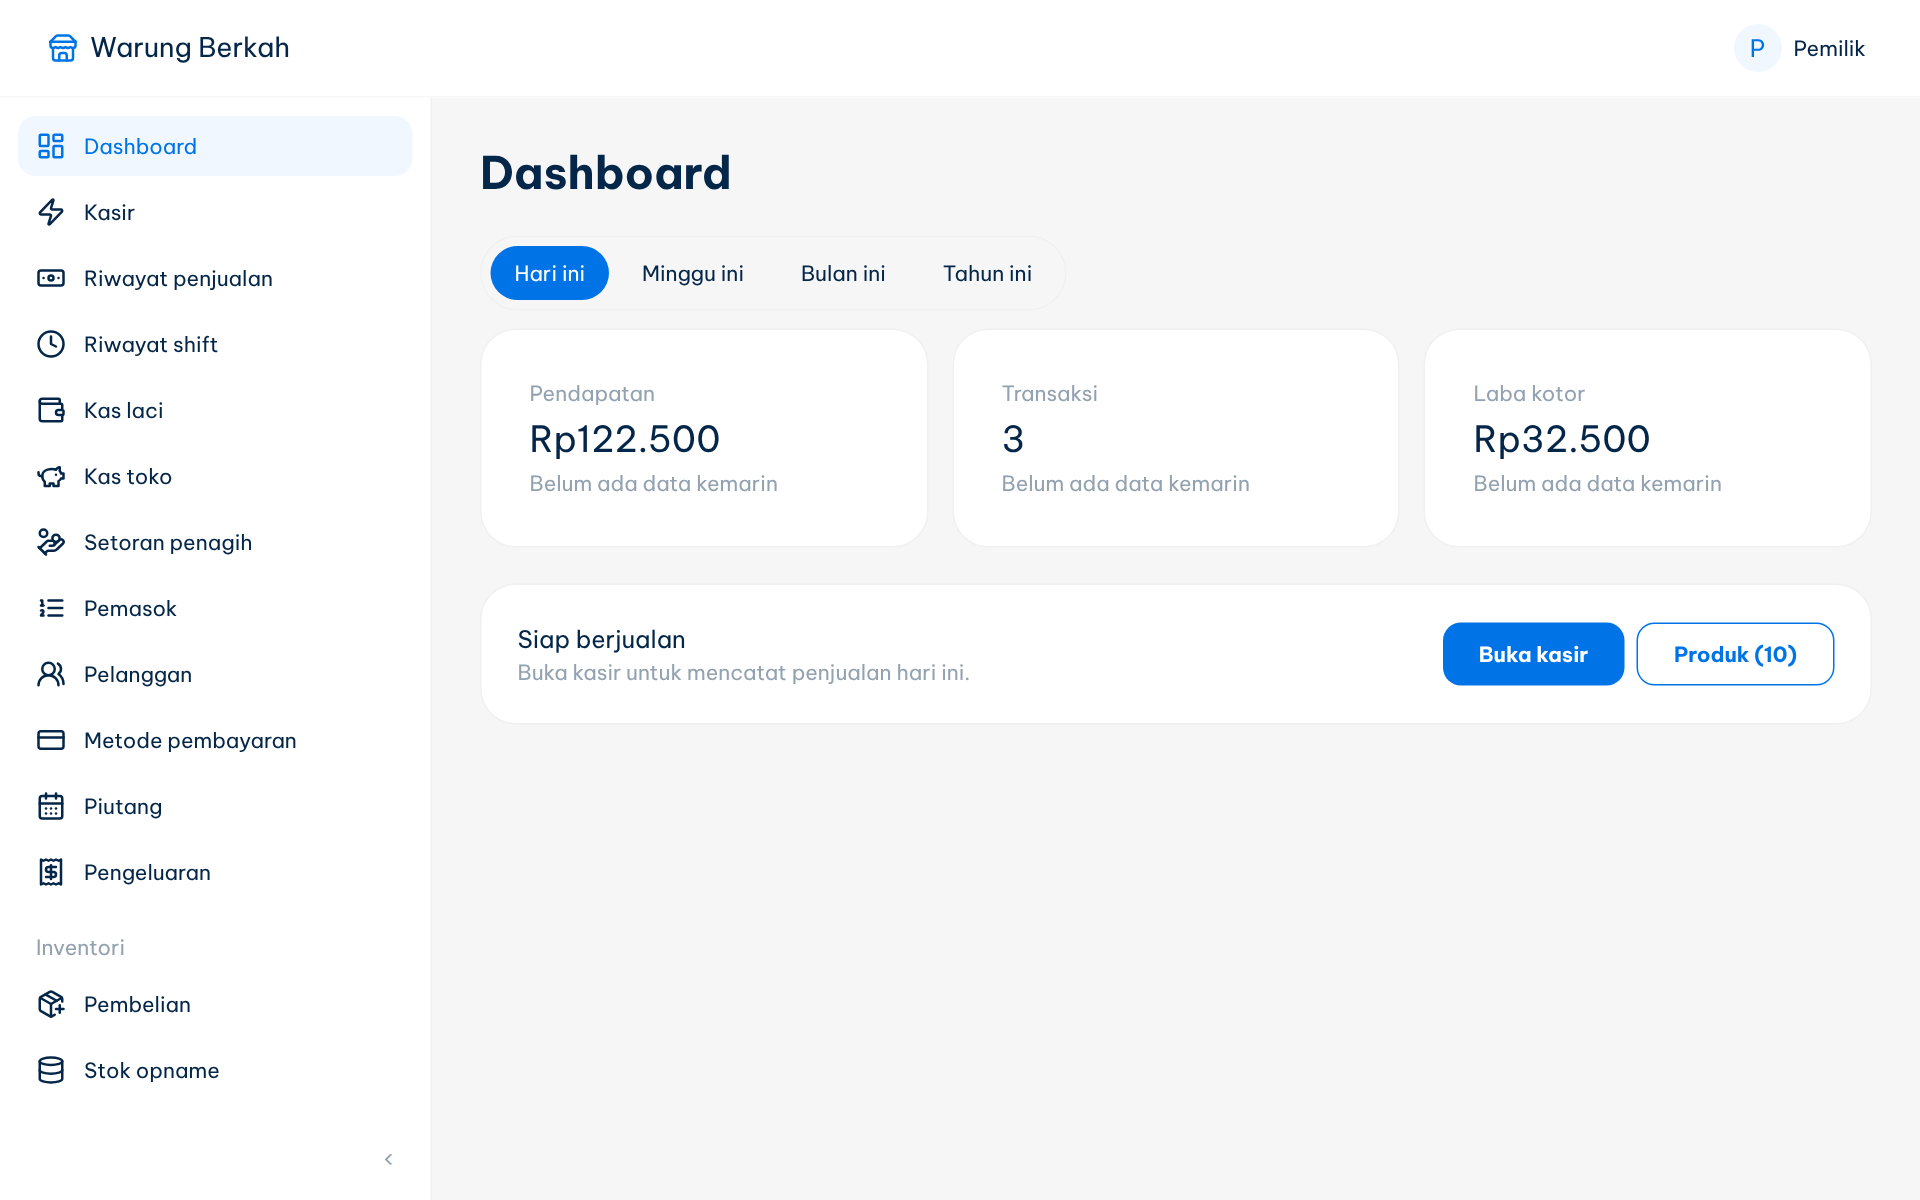 Warung Berkah
P
Pemilik
Dashboard
Kasir
Riwayat penjualan
Riwayat shift
Kas laci
Kas toko
Setoran penagih
Pemasok
Pelanggan
Metode pembayaran
Piutang
Pengeluaran
Inventori
Pembelian
Stok opname
Dashboard
Hari ini
Minggu ini
Bulan ini
Tahun ini
Pendapatan
Rp122.500
Belum ada data kemarin
Transaksi
3
Belum ada data kemarin
Laba kotor
Rp32.500
Belum ada data kemarin
Siap berjualan
Buka kasir untuk mencatat penjualan hari ini.
Buka kasir
Produk (10)